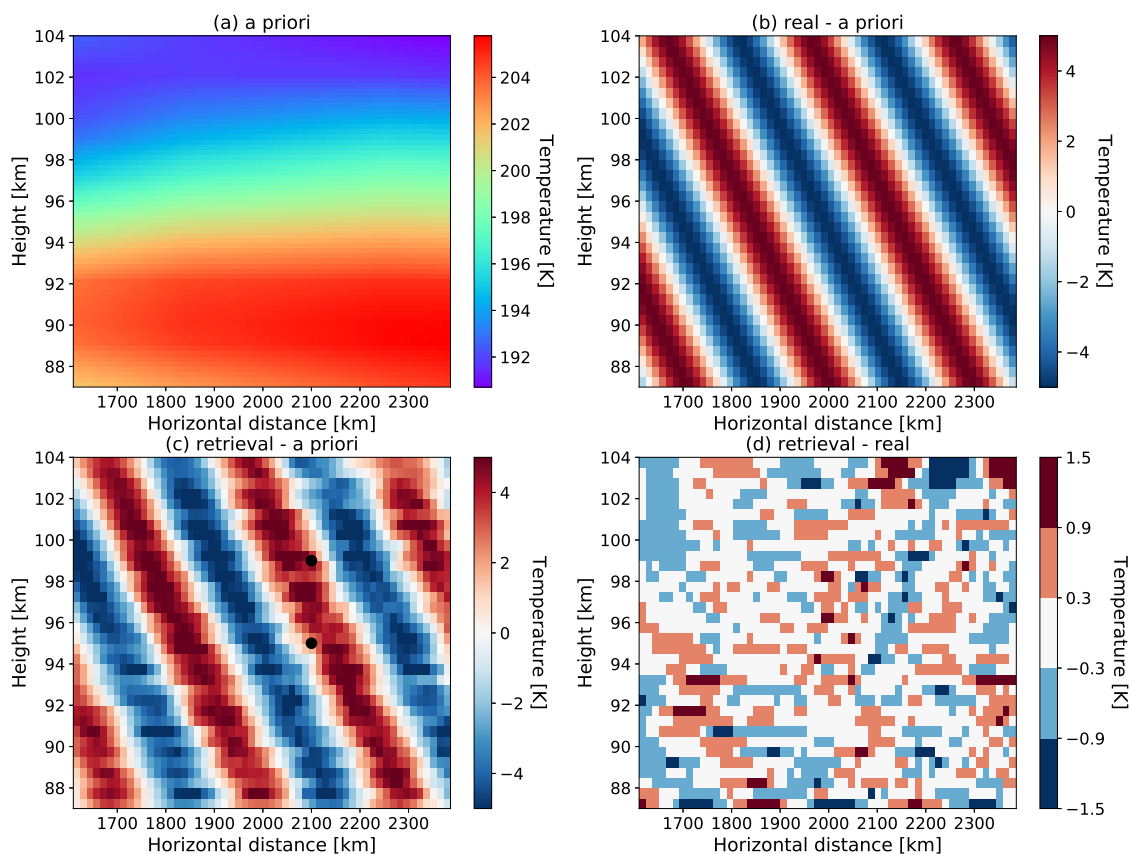 (a) a priori
104
102
100
98
96
94
92
90
88
Height [km]
1700 1800 1900 2000 2100 2200 2300
Horizontal distance [km]
204
202
200
198
196
194
192
Temperature [K]
(b) real - a priori
104
102
100
98
96
94
92
90
88
Height [km]
1700 1800 1900 2000 2100 2200 2300
Horizontal distance [km]
4
2
0
−2
−4
Temperature [K]
(c) retrieval - a priori
104
102
100
98
96
94
92
90
88
Height [km]
1700 1800 1900 2000 2100 2200 2300
Horizontal distance [km]
4
2
0
−2
−4
Temperature [K]
(d) retrieval - real
104
102
100
98
96
94
92
90
88
Height [km]
1700 1800 1900 2000 2100 2200 2300
Horizontal distance [km]
1.5
0.9
0.3
−0.3
−0.9
−1.5
Temperature [K]